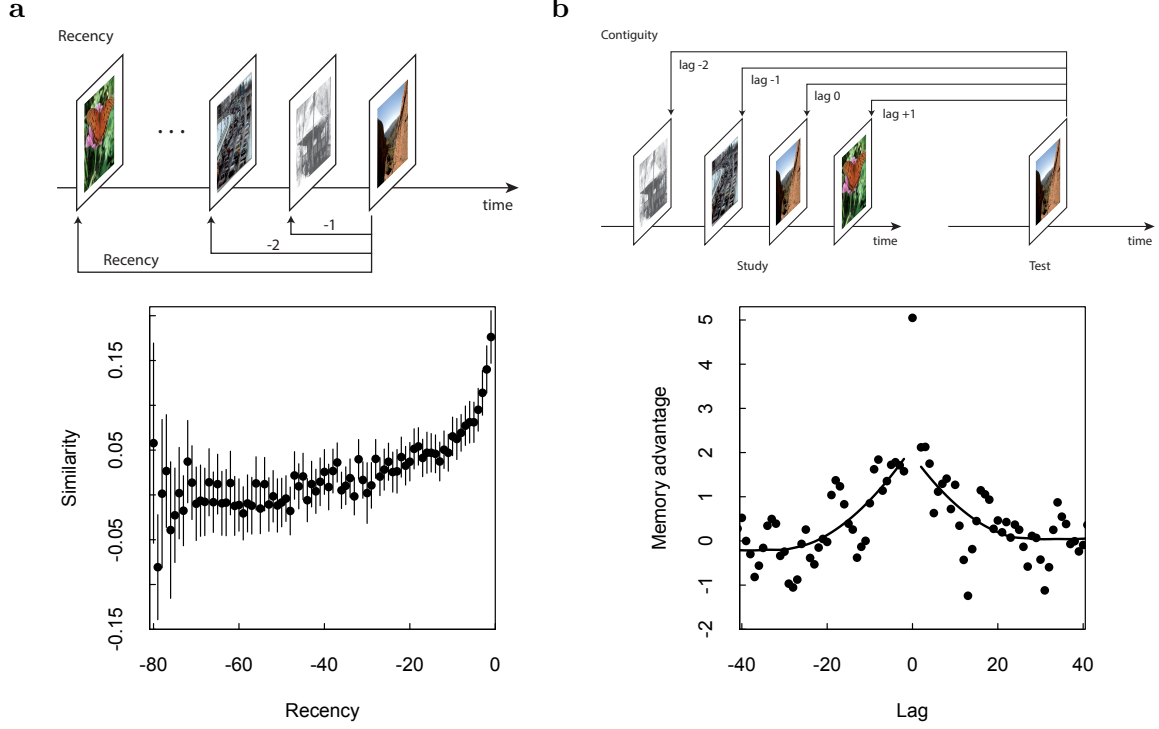 a
Recency
. . .
time
-1
-2
Recency
Similarity
0.15
0.05
-0.05
-0.15
-80
-60
-40
-20
0
Recency
b
Contiguity
lag -2
lag -1
lag 0
lag +1
time
time
Study
Test
Memory advantage
5
4
3
2
1
0
-1
-2
-40
-20
0
20
40
Lag